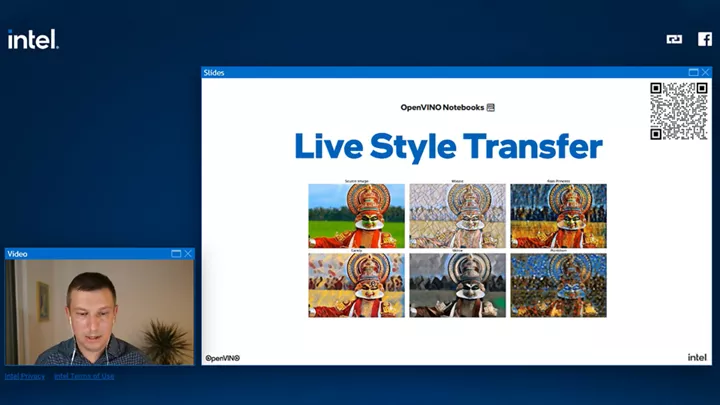 intel.
Slides
OpenVINO Notebooks
Live Style Transfer
Source Image
Mosaic
Rain Princess
Candy
Udnie
Pointilism
Video
OpenVINO
intel
Intel Privacy
Intel Terms of Use